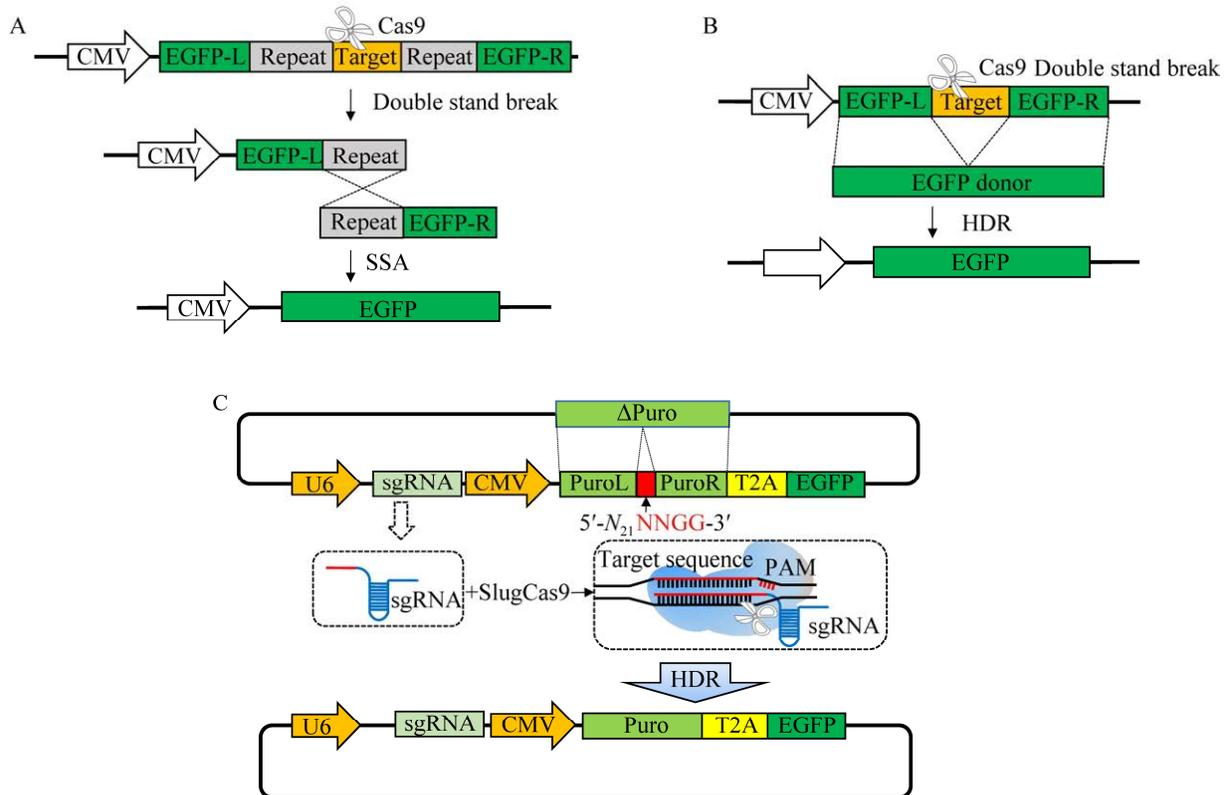 A
Cas9
CMV EGFP-L Repeat Target Repeat EGFP-R
Double stand break
CMV EGFP-L Repeat
Repeat EGFP-R
SSA
CMV EGFP
B
Cas9 Double stand break
CMV EGFP-L Target EGFP-R
EGFP donor
HDR
EGFP
C
ΔPuro
U6 sgRNA CMV PuroL PuroR T2A EGFP
5′-N21NNGG-3′
Target sequence PAM
sgRNA +SlugCas9
sgRNA
HDR
U6 sgRNA CMV Puro T2A EGFP